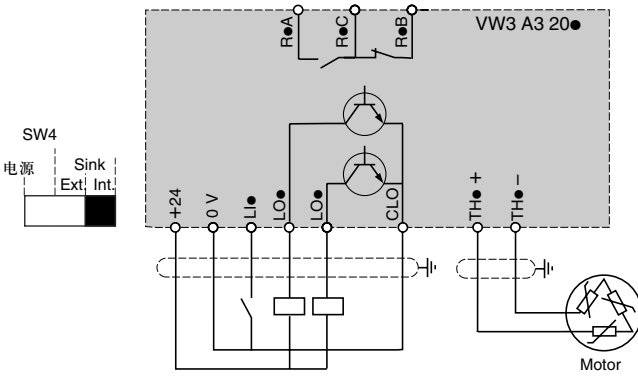 R●A
R●C
R●B
VW3 A3 20●
SW4
电源
Sink
Ext.
Int.
+24
0 V
LI●
LO●
LO●
CLO
TH● +
TH● –
Motor